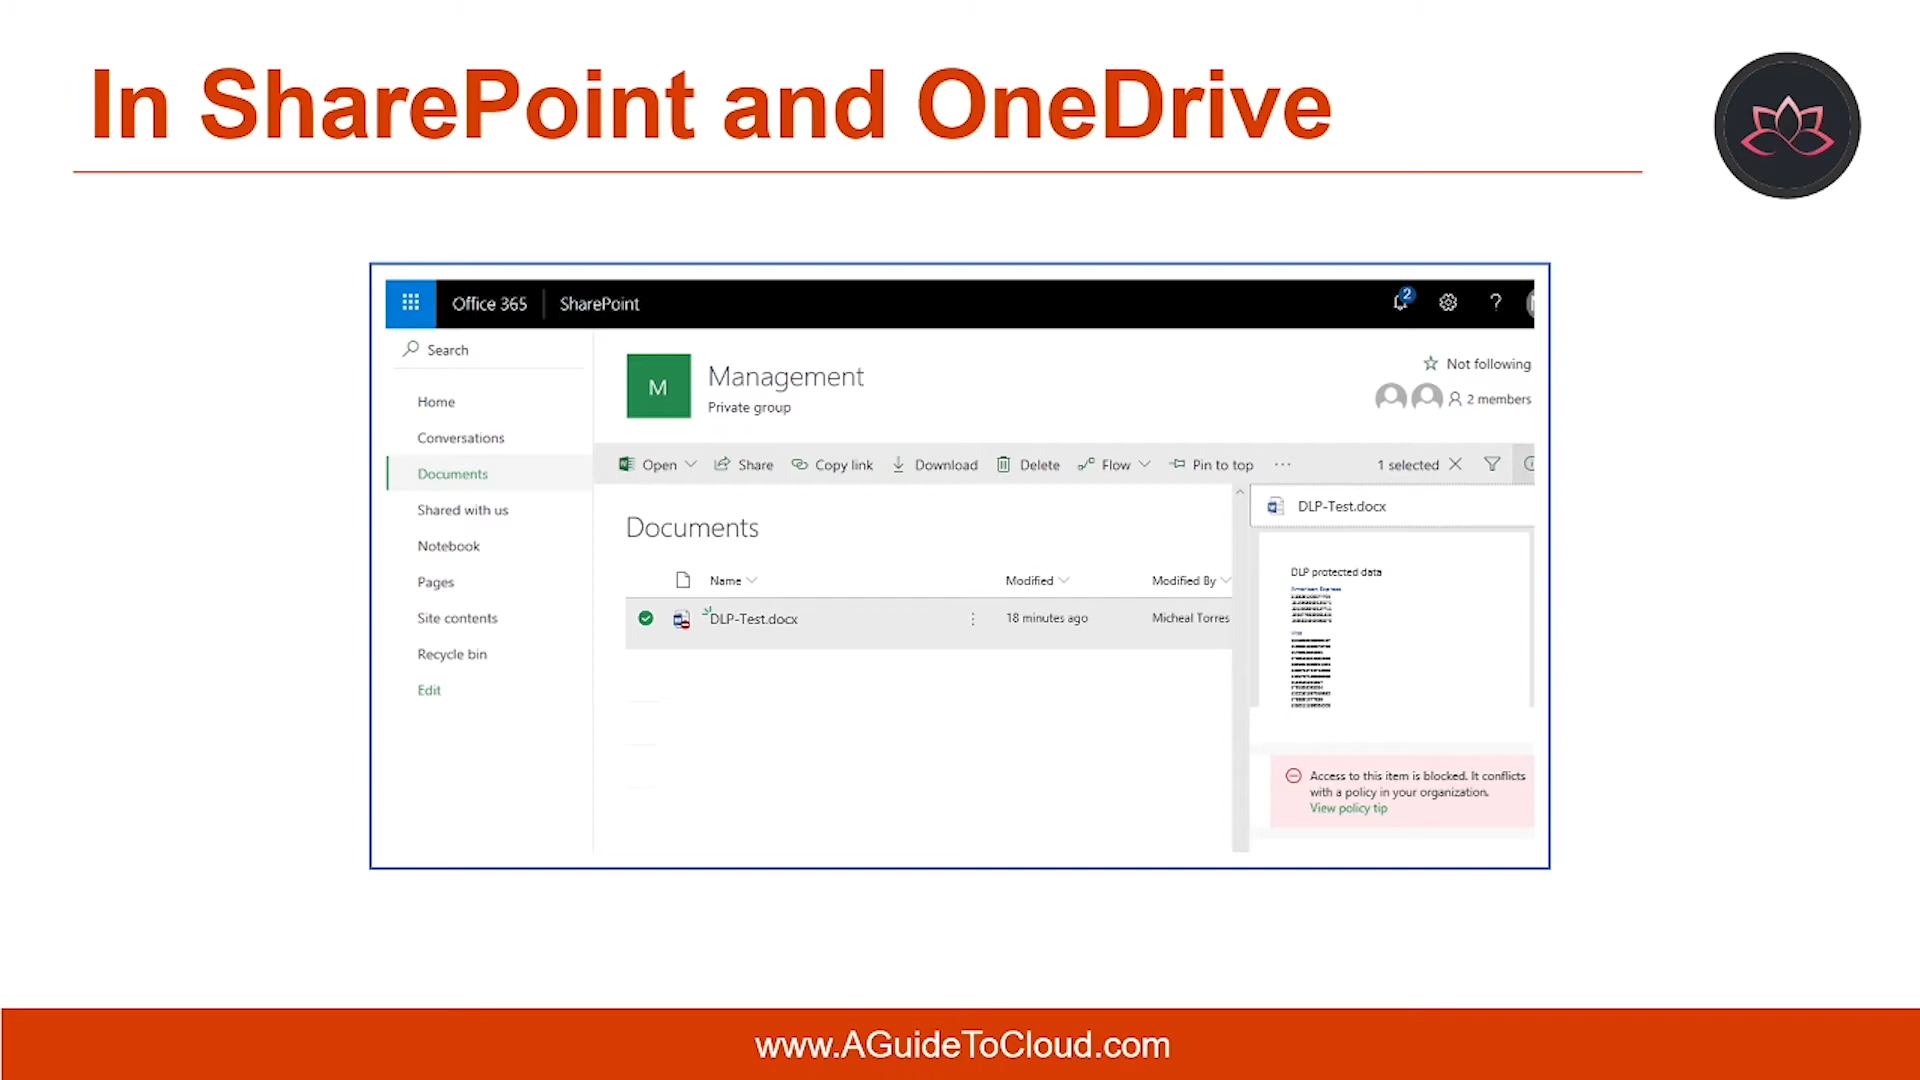 In SharePoint and OneDrive
Office 365 SharePoint 2 ?
Search
Home
Conversations
Documents
Shared with us
Notebook
Pages
Site contents
Recycle bin
Edit
M
Management
Private group
Not following
2 members
Open Share Copy link Download Delete Flow Pin to top ... 1 selected
Documents
Name Modified Modified By
DLP-Test.docx 18 minutes ago Micheal Torres
DLP-Test.docx
DLP protected data
American Express
Visa
Access to this item is blocked. It conflicts
with a policy in your organization.
View policy tip
www.AGuideToCloud.com